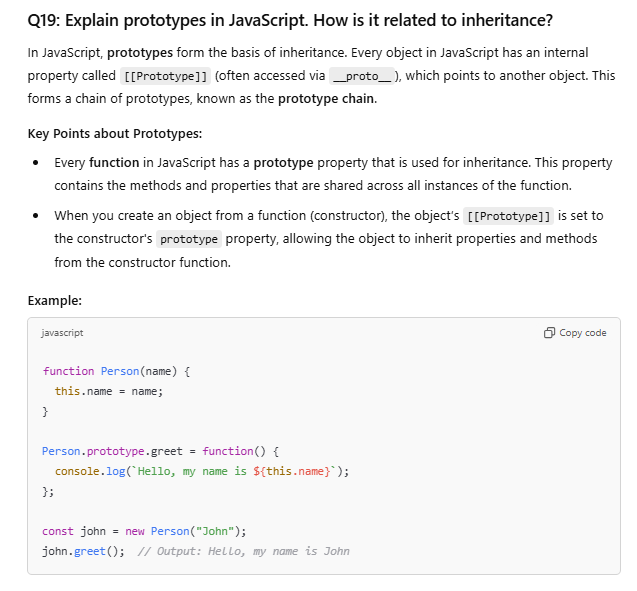 Q19: Explain prototypes in JavaScript. How is it related to inheritance?
In JavaScript, prototypes form the basis of inheritance. Every object in JavaScript has an internal
property called [[Prototype]] (often accessed via __proto__), which points to another object. This
forms a chain of prototypes, known as the prototype chain.
Key Points about Prototypes:
• Every function in JavaScript has a prototype property that is used for inheritance. This property
contains the methods and properties that are shared across all instances of the function.
• When you create an object from a function (constructor), the object's [[Prototype]] is set to
the constructor's prototype property, allowing the object to inherit properties and methods
from the constructor function.
Example:
javascript Copy code
function Person(name) {
  this.name = name;
}
Person.prototype.greet = function() {
  console.log(`Hello, my name is ${this.name}`);
};
const john = new Person("John");
john.greet();  // Output: Hello, my name is John